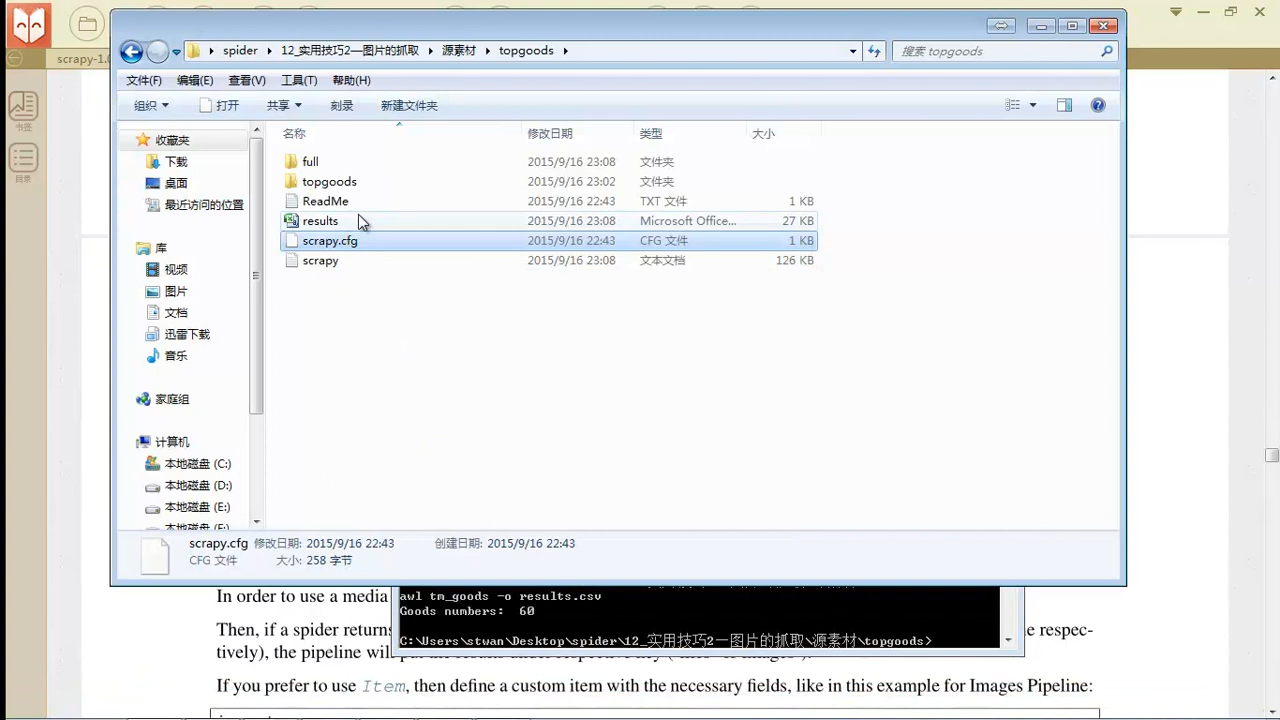 scrapy-1.0
书签
目录
spider 12_实用技巧2—图片的抓取 源素材 topgoods
搜索 topgoods
文件(F) 编辑(E) 查看(V) 工具(T) 帮助(H)
组织 打开 共享 刻录 新建文件夹
名称 修改日期 类型 大小
收藏夹
下载
桌面
最近访问的位置
库
视频
图片
文档
迅雷下载
音乐
家庭组
计算机
本地磁盘 (C:)
本地磁盘 (D:)
本地磁盘 (E:)
本地磁盘 (F:)
full 2015/9/16 23:08 文件夹
topgoods 2015/9/16 23:02 文件夹
ReadMe 2015/9/16 22:43 TXT 文件 1 KB
results 2015/9/16 23:08 Microsoft Office... 27 KB
scrapy.cfg 2015/9/16 22:43 CFG 文件 1 KB
scrapy 2015/9/16 23:08 文本文档 126 KB
scrapy.cfg 修改日期: 2015/9/16 22:43 创建日期: 2015/9/16 22:43
CFG 文件 大小: 258 字节
In order to use a media
awl tm_goods -o results.csv
Goods numbers: 60
C:\Users\stwan\Desktop\spider\12_实用技巧2—图片的抓取\源素材\topgoods>
Then, if a spider returns
he respec-
tively), the pipeline will
If you prefer to use Item, then define a custom item with the necessary fields, like in this example for Images Pipeline: